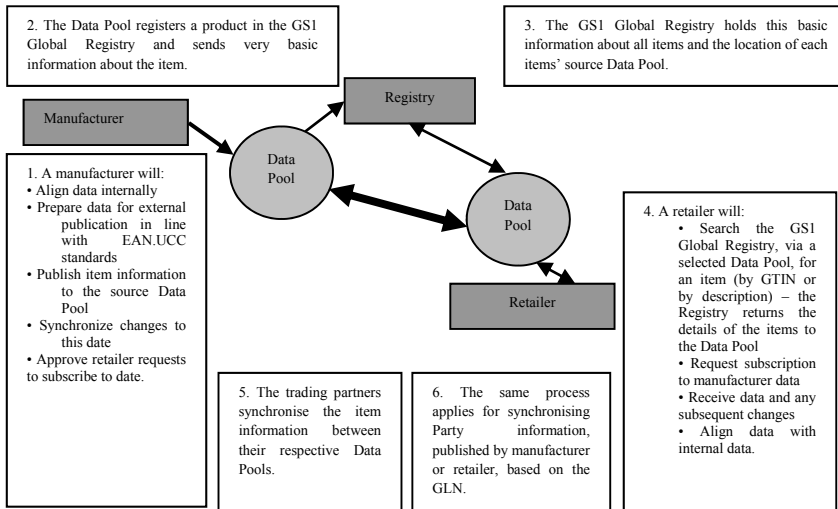 2. The Data Pool registers a product in the GS1
Global Registry and sends very basic
information about the item.
3. The GS1 Global Registry holds this basic
information about all items and the location of each
items' source Data Pool.
Registry
Manufacturer
Data
Pool
Data
Pool
Retailer
1. A manufacturer will:
• Align data internally
• Prepare data for external
publication in line
with EAN.UCC
standards
• Publish item information
to the source Data
Pool
• Synchronize changes to
this date
• Approve retailer requests
to subscribe to date.
4. A retailer will:
• Search the GS1
Global Registry, via a
selected Data Pool, for
an item (by GTIN or
by description) – the
Registry returns the
details of the items to
the Data Pool
• Request subscription
to manufacturer data
• Receive data and any
subsequent changes
• Align data with
internal data.
5. The trading partners
synchronise the item
information between
their respective Data
Pools.
6. The same process
applies for synchronising
Party information,
published by manufacturer
or retailer, based on the
GLN.